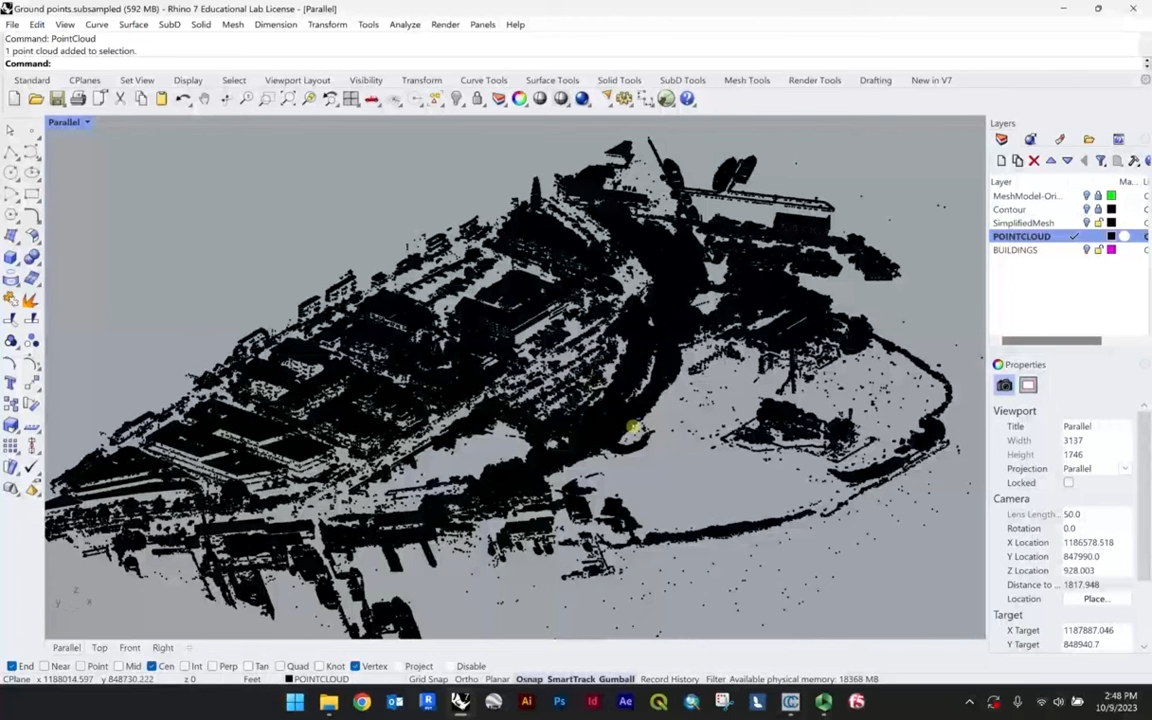 Ground points.subsampled (592 MB) - Rhino 7 Educational Lab License - [Parallel]
File Edit View Curve Surface SubD Solid Mesh Dimension Transform Tools Analyze Render Panels Help
Command: PointCloud
1 point cloud added to selection.
Command:
Standard CPlanes Set View Display Select Viewport Layout Visibility Transform Curve Tools Surface Tools Solid Tools SubD Tools Mesh Tools Render Tools Drafting New in V7
Parallel
Layers
Layer Ma... Li
MeshModel-Ori...
Contour
SimplifiedMesh
POINTCLOUD
BUILDINGS
Properties
Viewport
Title Parallel
Width 3137
Height 1746
Projection Parallel
Locked
Camera
Lens Length... 50.0
Rotation 0.0
X Location 1186578.518
Y Location 847990.0
Z Location 928.003
Distance to ... 1817.948
Location Place...
Target
X Target 1187887.046
Y Target 848940.7
z
y x
Parallel Top Front Right
End Near Point Mid Cen Int Perp Tan Quad Knot Vertex Project Disable
CPlane x 1188014.597 y 848730.222 z 0 Feet POINTCLOUD Grid Snap Ortho Planar Osnap SmartTrack Gumball Record History Filter Available physical memory: 18368 MB
Ai Ps Id Ae
2:48 PM
10/9/2023